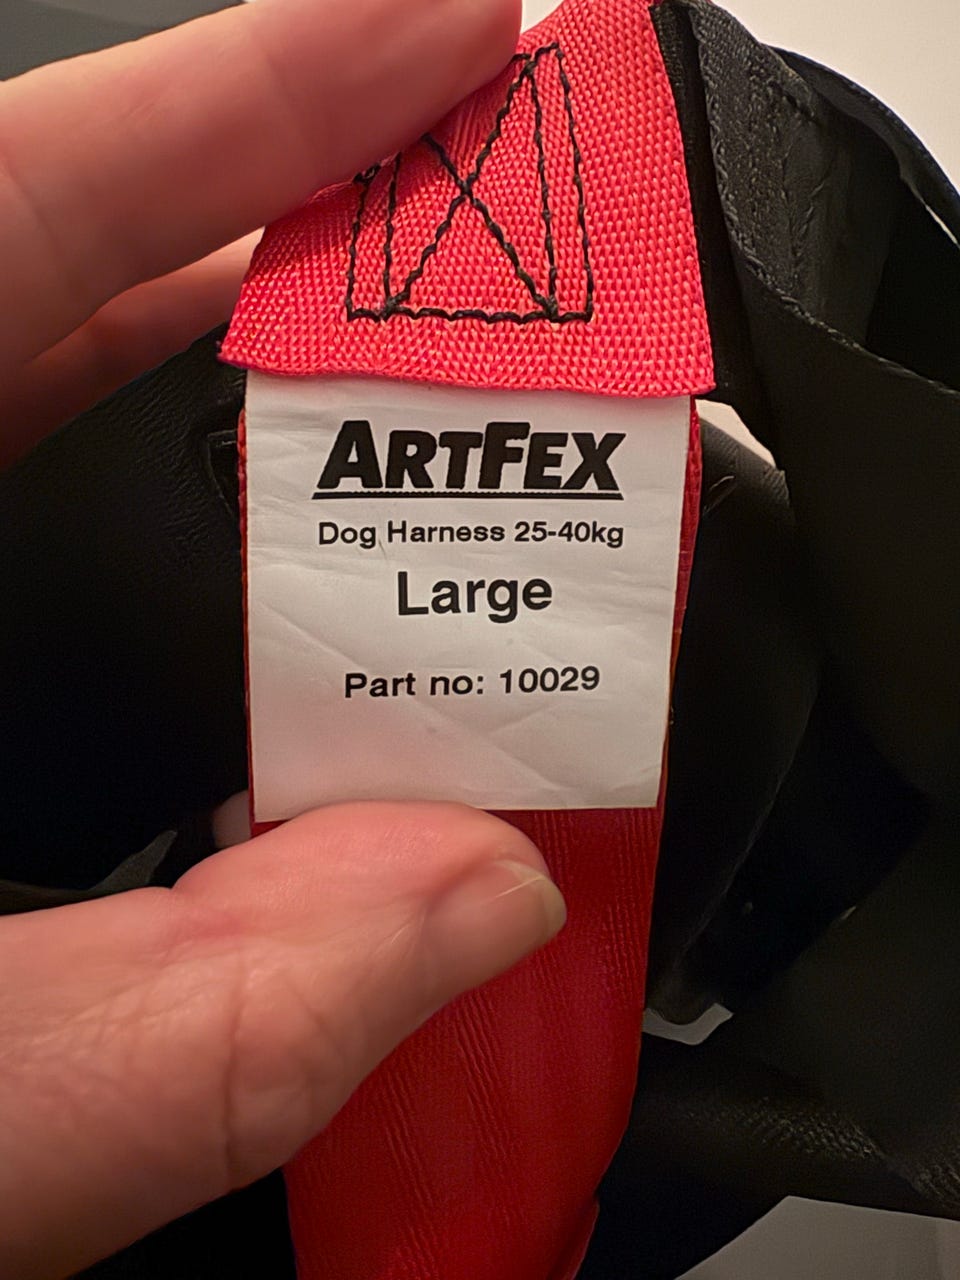 ARTFEX
Dog Harness 25-40kg
Large
Part no: 10029